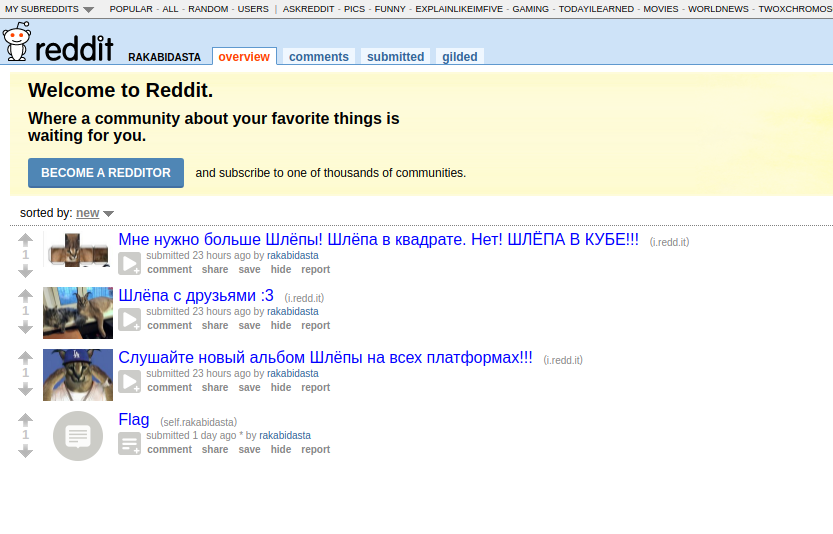 MY SUBREDDITS POPULAR - ALL - RANDOM - USERS | ASKREDDIT - PICS - FUNNY - EXPLAINLIKEIMFIVE - GAMING - TODAYILEARNED - MOVIES - WORLDNEWS - TWOXCHROMOS
reddit RAKABIDASTA overview comments submitted gilded
Welcome to Reddit.
Where a community about your favorite things is
waiting for you.
BECOME A REDDITOR and subscribe to one of thousands of communities.
sorted by: new
Мне нужно больше Шлёпы! Шлёпа в квадрате. Нет! ШЛЁПА В КУБЕ!!! (i.redd.it)
1 submitted 23 hours ago by rakabidasta
comment share save hide report
Шлёпа с друзьями :3 (i.redd.it)
1 submitted 23 hours ago by rakabidasta
comment share save hide report
Слушайте новый альбом Шлёпы на всех платформах!!! (i.redd.it)
1 submitted 23 hours ago by rakabidasta
comment share save hide report
Flag (self.rakabidasta)
1 submitted 1 day ago * by rakabidasta
comment share save hide report